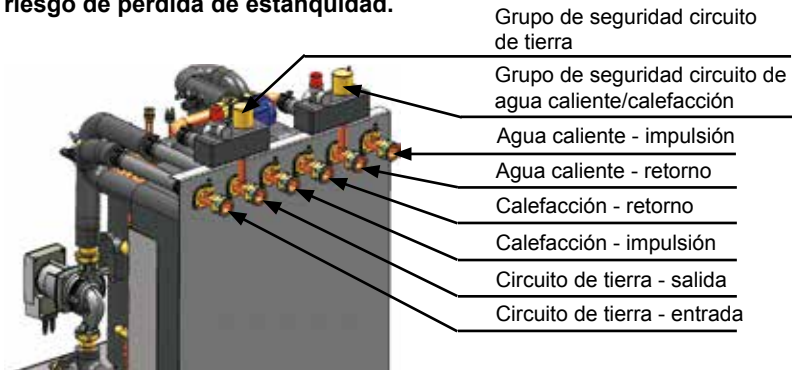 riesgo de pérdida de estanquidad.
Grupo de seguridad circuito
de tierra
Grupo de seguridad circuito de
agua caliente/calefacción
Agua caliente - impulsión
Agua caliente - retorno
Calefacción - retorno
Calefacción - impulsión
Circuito de tierra - salida
Circuito de tierra - entrada